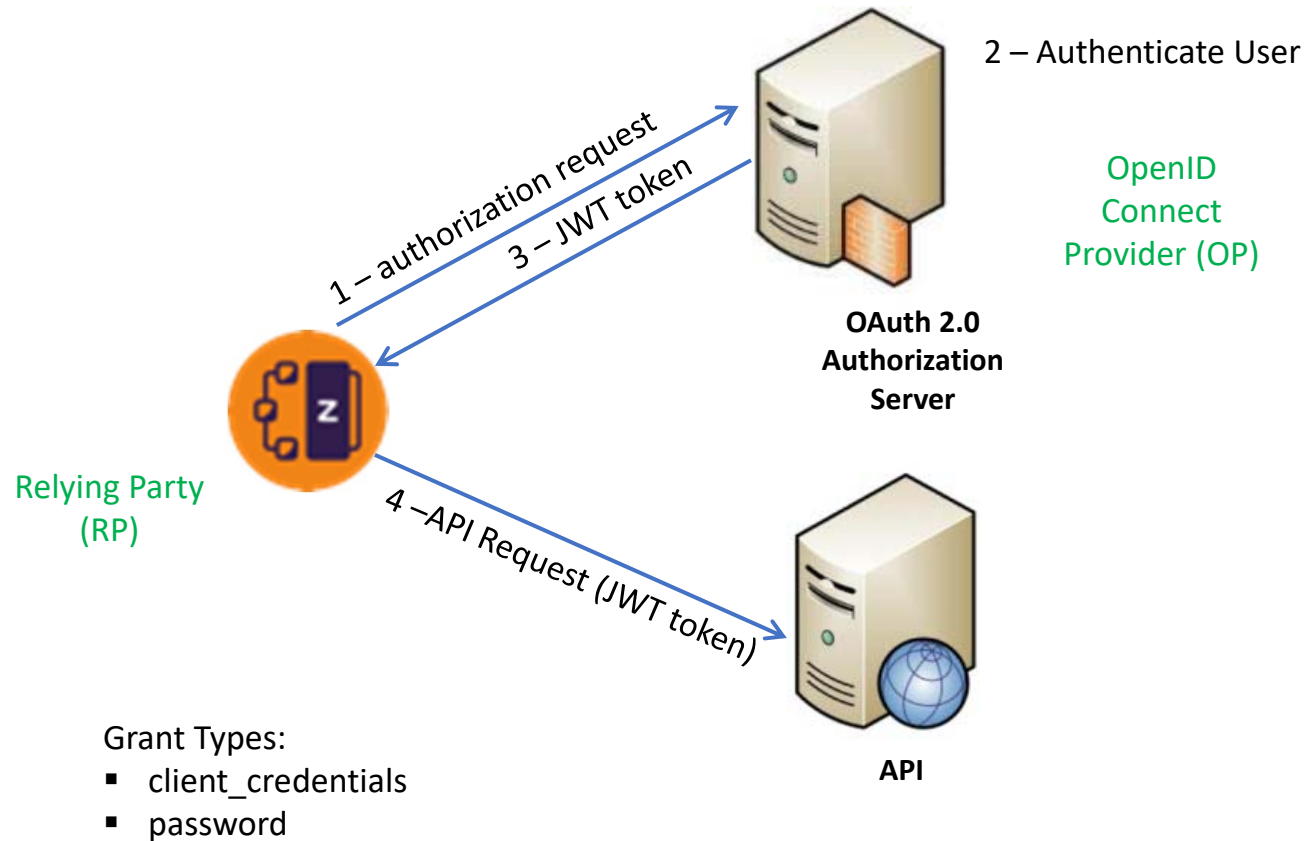 2 – Authenticate User
1 – authorization request
3 – JWT token
OpenID
Connect
Provider (OP)
OAuth 2.0
Authorization
Server
Z
Relying Party
(RP)
4 –API Request (JWT token)
API
Grant Types:
▪ client_credentials
▪ password